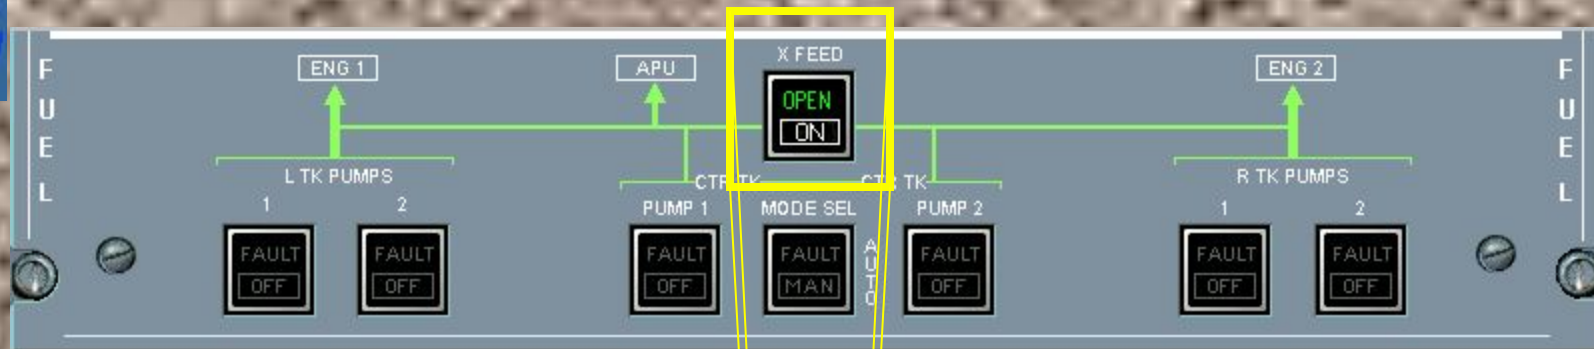 FUEL
ENG 1
APU
X FEED
ENG 2
FUEL
OPEN
ON
L TK PUMPS
CTR TK
CTR TK
R TK PUMPS
1
2
PUMP 1
MODE SEL
PUMP 2
1
2
FAULT
FAULT
FAULT
FAULT
AUTO
FAULT
FAULT
FAULT
OFF
OFF
OFF
MAN
OFF
OFF
OFF